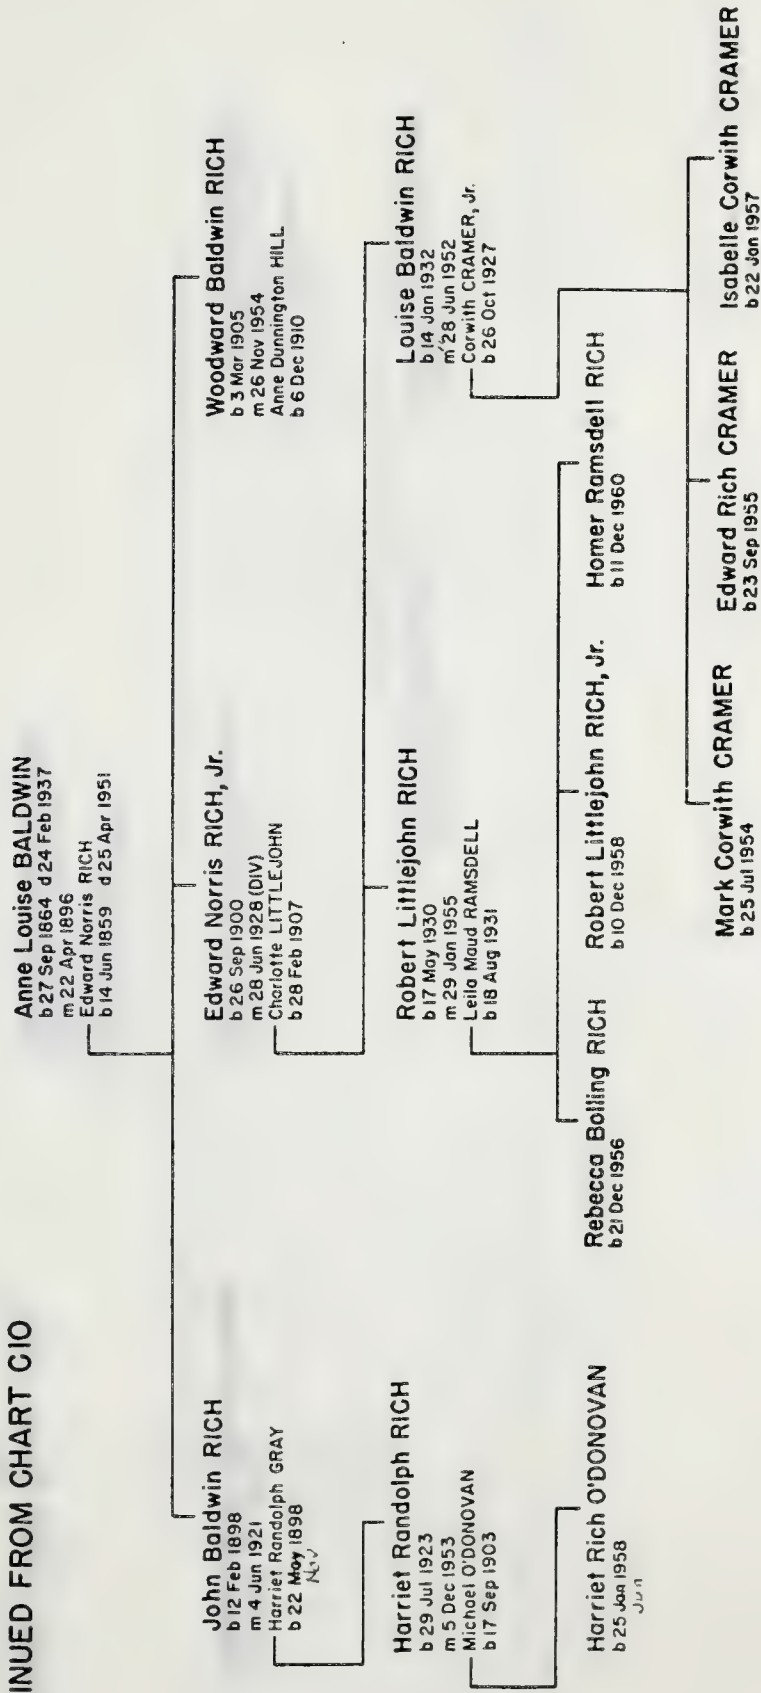 INUED FROM CHART C10
Anne Louise BALDWIN
b 27 Sep 1864 d 24 Feb 1937
m 22 Apr 1896
Edward Norris RICH
b 14 Jun 1859 d 25 Apr 1951
John Baldwin RICH
b 12 Feb 1898
m 4 Jun 1921
Harriet Randolph GRAY
b 22 May 1898
Nov
Edward Norris RICH, Jr.
b 26 Sep 1900
m 28 Jun 1928 (DIV)
Charlotte LITTLEJOHN
b 28 Feb 1907
Woodward Baldwin RICH
b 3 Mar 1905
m 26 Nov 1954
Anne Dunnington HILL
b 6 Dec 1910
Harriet Randolph RICH
b 29 Jul 1923
m 5 Dec 1953
Michael O'DONOVAN
b 17 Sep 1903
Robert Littlejohn RICH
b 17 May 1930
m 29 Jan 1955
Leila Maud RAMSDELL
b 18 Aug 1931
Louise Baldwin RICH
b 14 Jan 1932
m 28 Jun 1952
Corwith CRAMER, Jr.
b 26 Oct 1927
Harriet Rich O'DONOVAN
b 25 Jan 1958
Jun
Rebecca Bolling RICH
b 21 Dec 1956
Robert Littlejohn RICH, Jr.
b 10 Dec 1958
Homer Ramsdell RICH
b 11 Dec 1960
Mark Corwith CRAMER
b 25 Jul 1954
Edward Rich CRAMER
b 23 Sep 1955
Isabelle Corwith CRAMER
b 22 Jan 1957